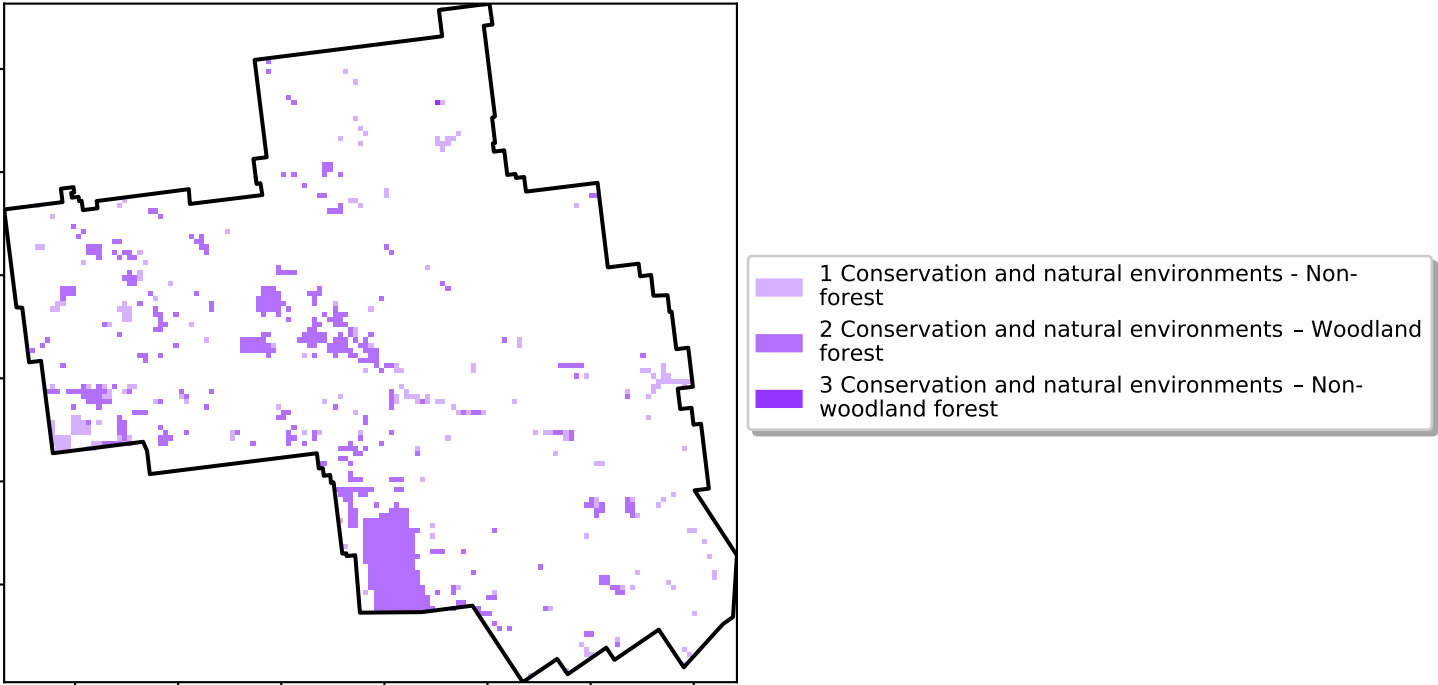 1 Conservation and natural environments - Non-
forest
2 Conservation and natural environments – Woodland
forest
3 Conservation and natural environments – Non-
woodland forest